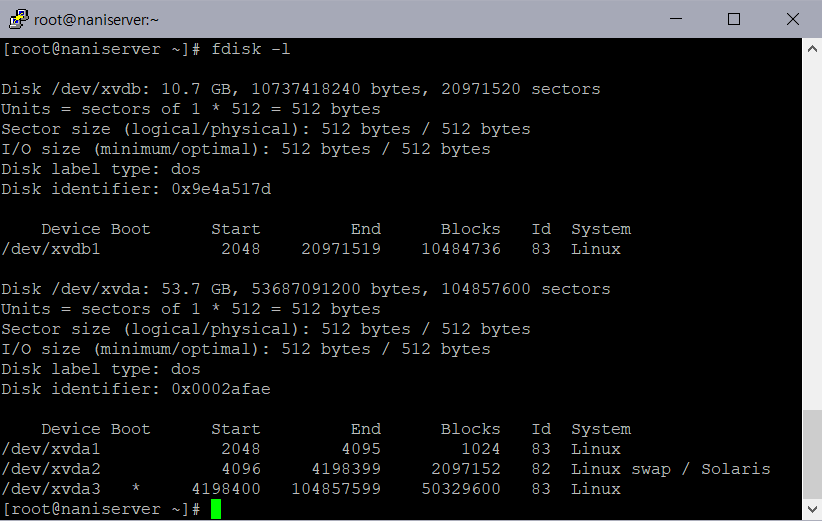 root@naniserver:~
[root@naniserver ~]# fdisk -l
Disk /dev/xvdb: 10.7 GB, 10737418240 bytes, 20971520 sectors
Units = sectors of 1 * 512 = 512 bytes
Sector size (logical/physical): 512 bytes / 512 bytes
I/O size (minimum/optimal): 512 bytes / 512 bytes
Disk label type: dos
Disk identifier: 0x9e4a517d
    Device Boot      Start         End      Blocks   Id  System
/dev/xvdb1            2048    20971519    10484736   83  Linux
Disk /dev/xvda: 53.7 GB, 53687091200 bytes, 104857600 sectors
Units = sectors of 1 * 512 = 512 bytes
Sector size (logical/physical): 512 bytes / 512 bytes
I/O size (minimum/optimal): 512 bytes / 512 bytes
Disk label type: dos
Disk identifier: 0x0002afae
    Device Boot      Start         End      Blocks   Id  System
/dev/xvda1            2048        4095        1024   83  Linux
/dev/xvda2            4096     4198399     2097152   82  Linux swap / Solaris
/dev/xvda3   *     4198400   104857599    50329600   83  Linux
[root@naniserver ~]#